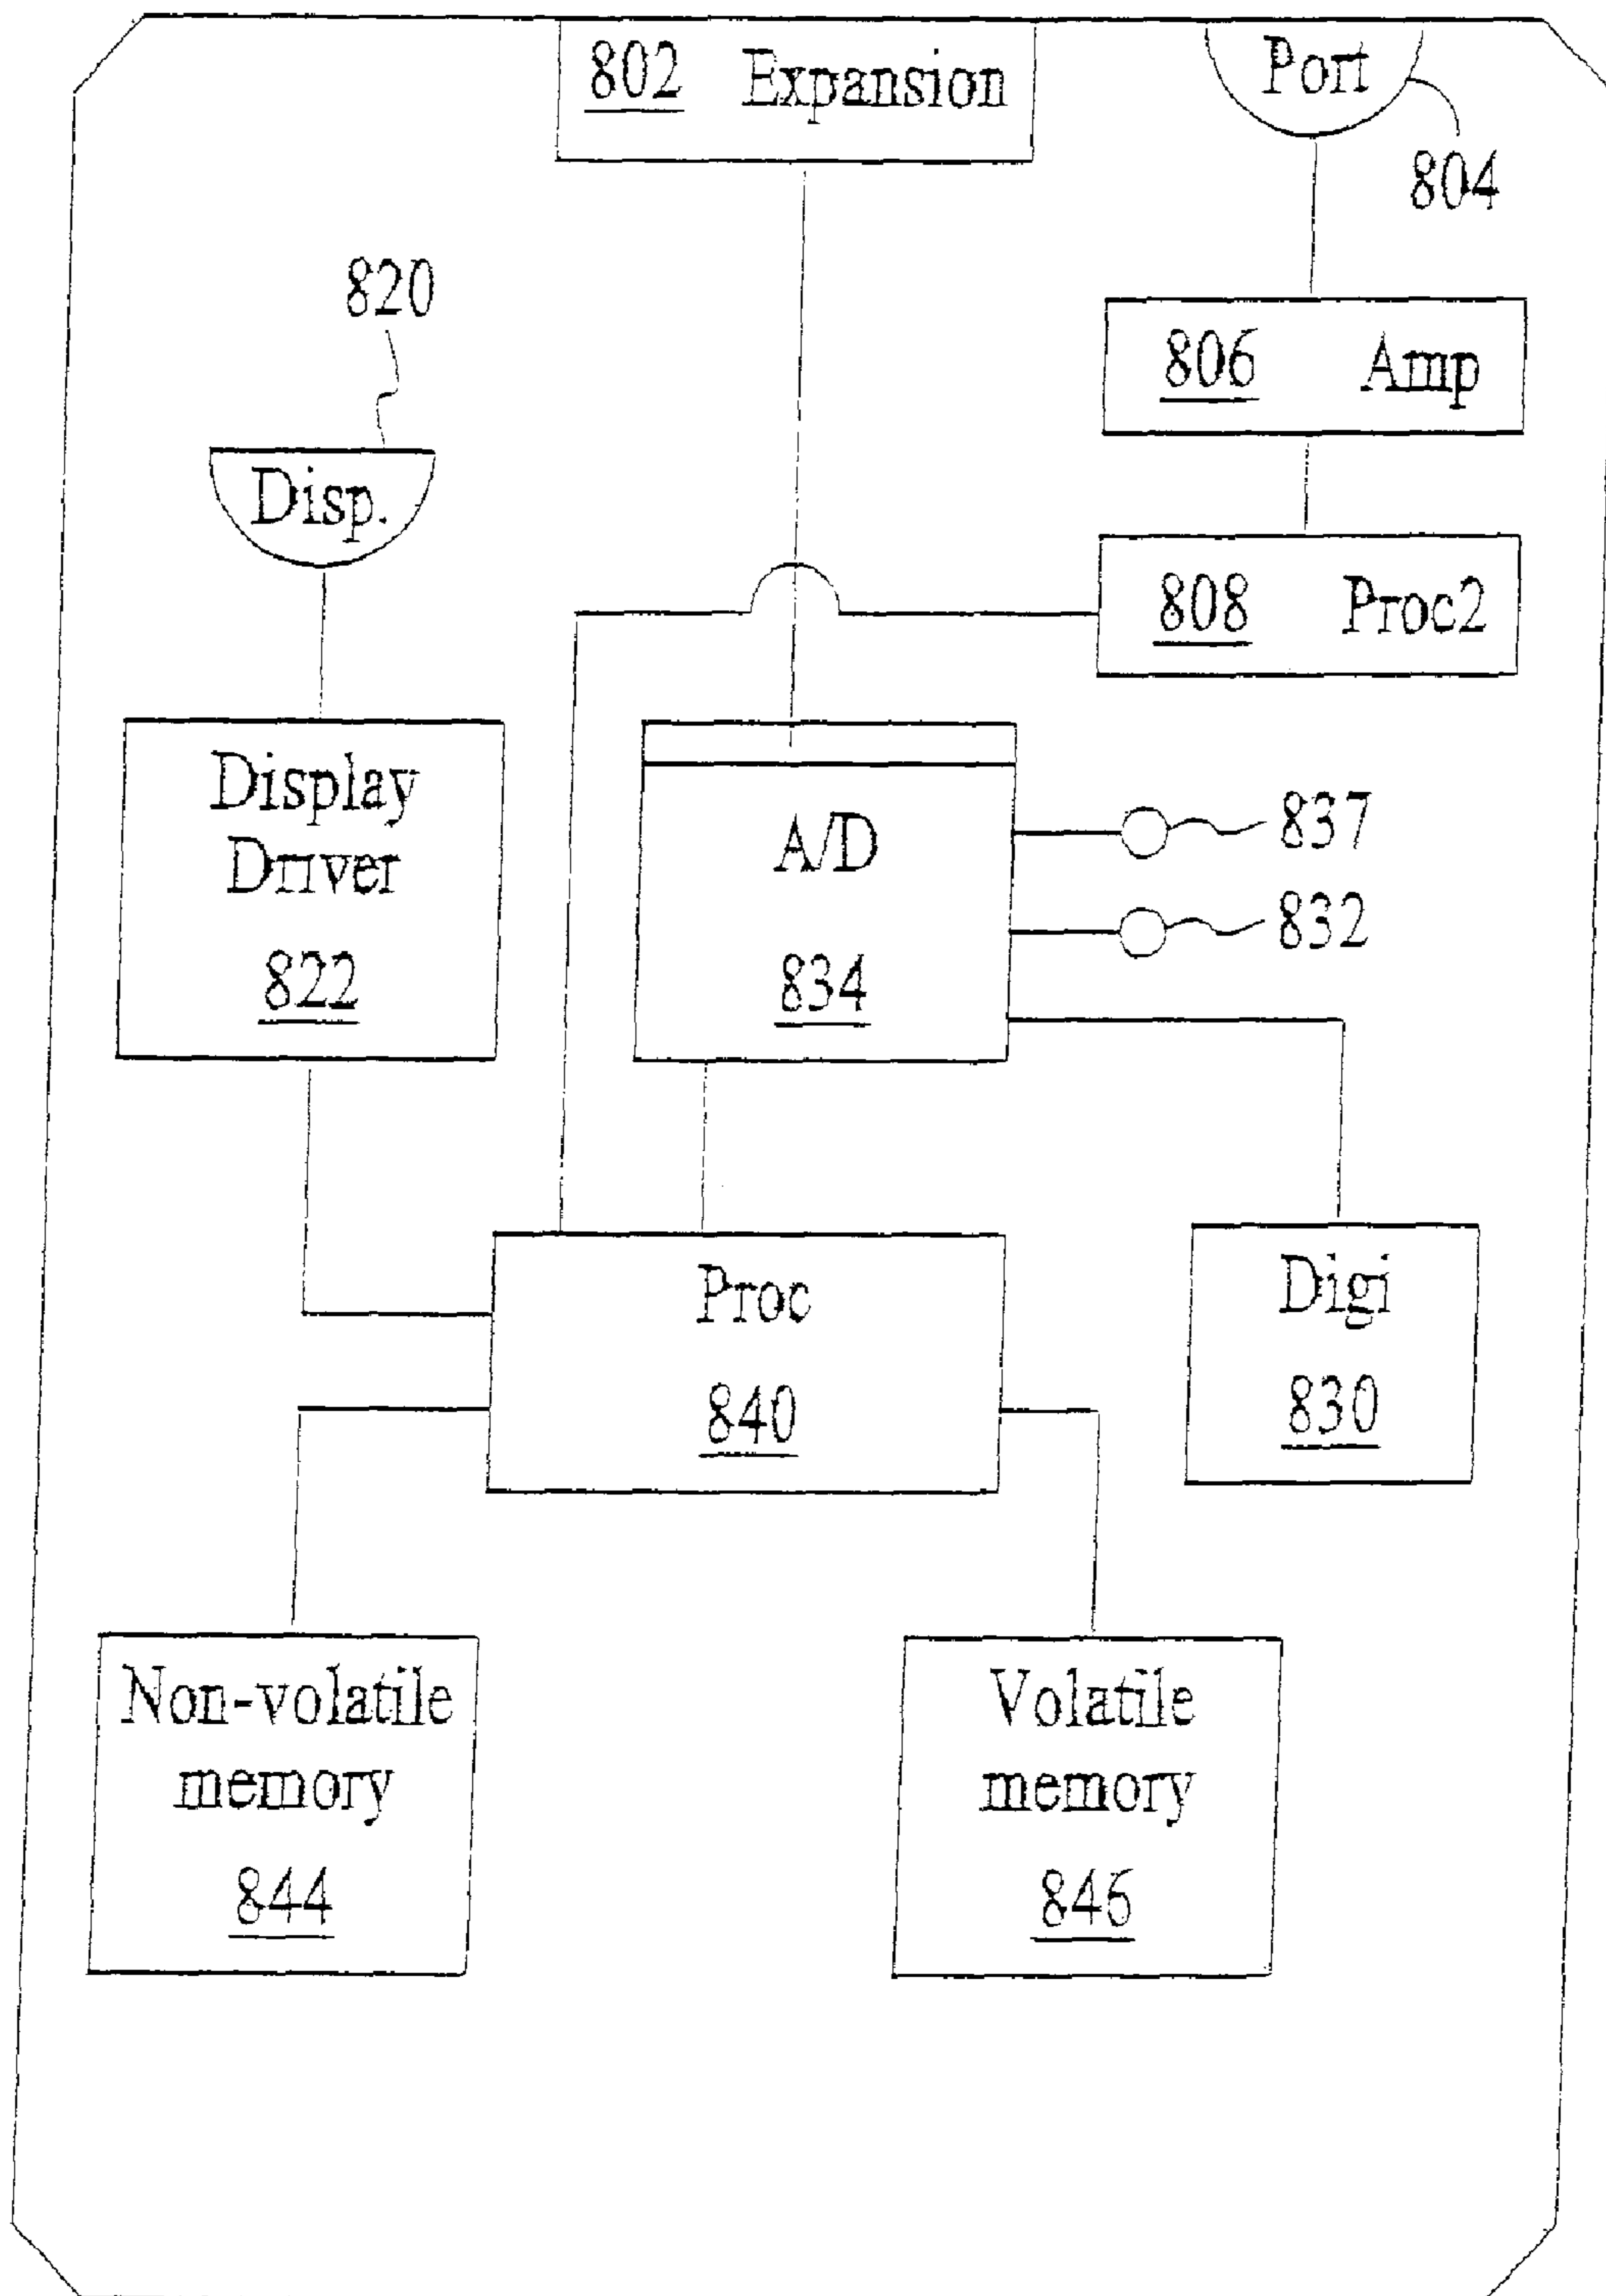 802 Expansion
Port
804
820
806 Amp
Disp.
808 Proc2
Display
Driver
822
A/D
834
837
832
Proc
840
Digi
830
Non-volatile
memory
844
Volatile
memory
846